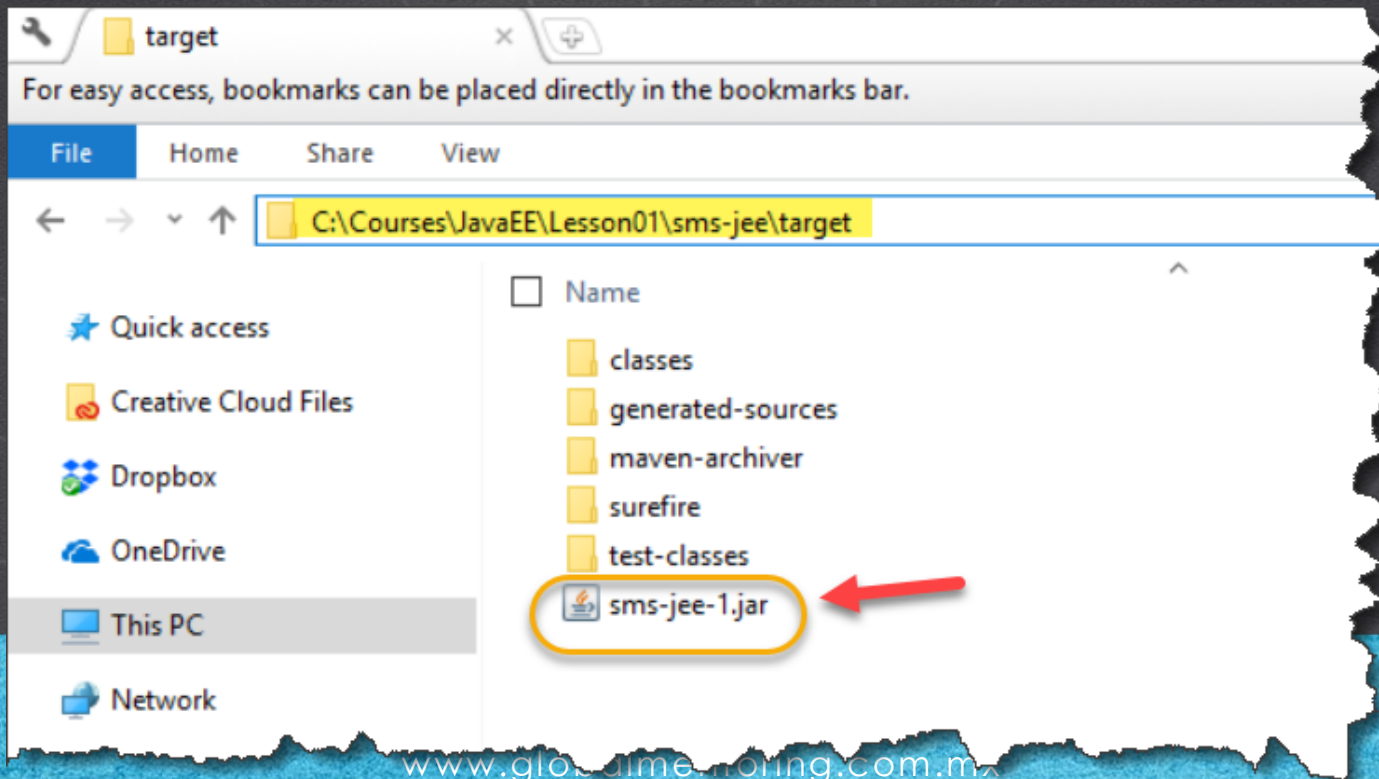 target
For easy access, bookmarks can be placed directly in the bookmarks bar.
File Home Share View
C:\Courses\JavaEE\Lesson01\sms-jee\target
Name
Quick access
Creative Cloud Files
Dropbox
OneDrive
This PC
Network
classes
generated-sources
maven-archiver
surefire
test-classes
sms-jee-1.jar